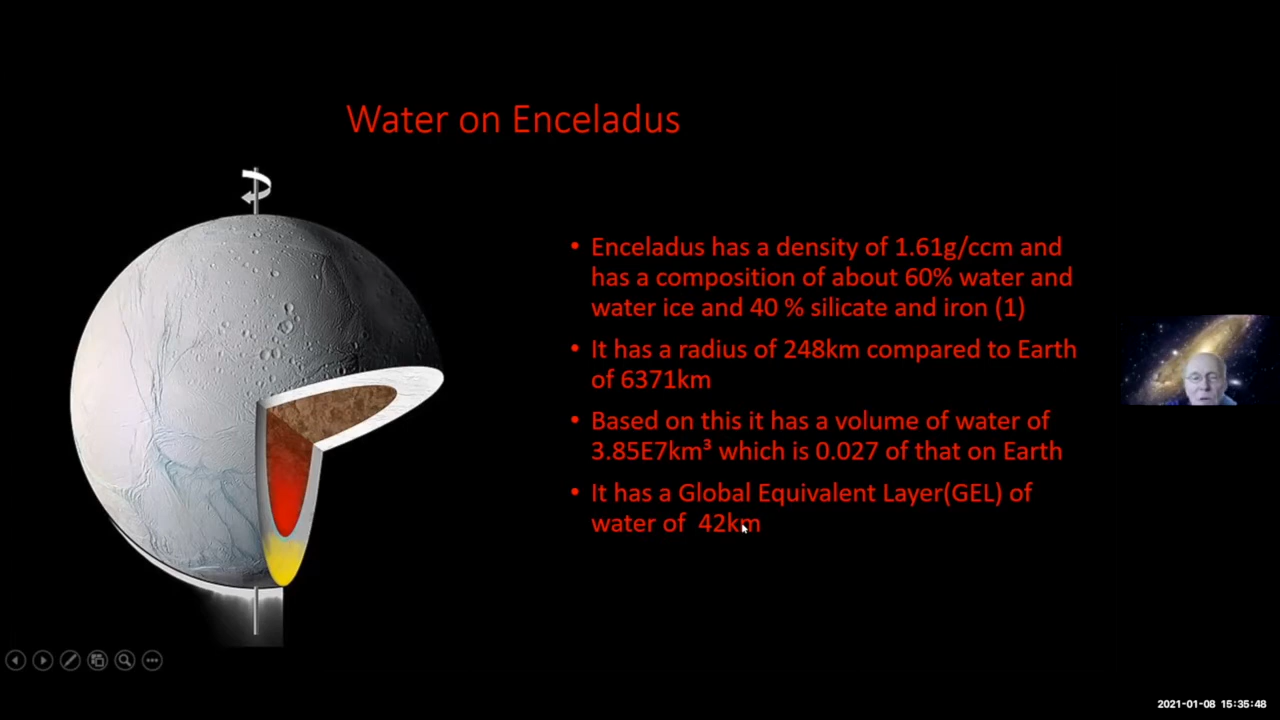 Water on Enceladus
• Enceladus has a density of 1.61g/ccm and
has a composition of about 60% water and
water ice and 40 % silicate and iron (1)
• It has a radius of 248km compared to Earth
of 6371km
• Based on this it has a volume of water of
3.85E7km³ which is 0.027 of that on Earth
• It has a Global Equivalent Layer(GEL) of
water of  42km
2021-01-08 15:35:48